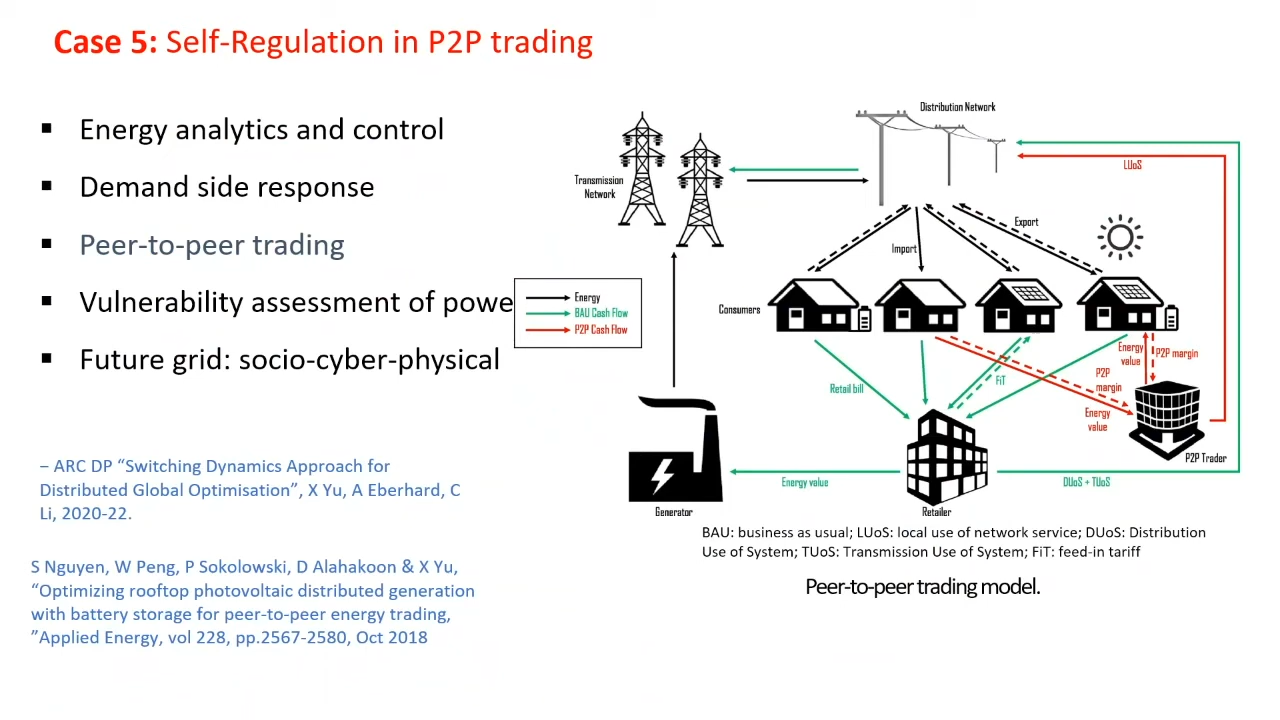 Case 5: Self-Regulation in P2P trading
▪ Energy analytics and control
▪ Demand side response
▪ Peer-to-peer trading
▪ Vulnerability assessment of powe
▪ Future grid: socio-cyber-physical
– ARC DP “Switching Dynamics Approach for
Distributed Global Optimisation”, X Yu, A Eberhard, C
Li, 2020-22.
S Nguyen, W Peng, P Sokolowski, D Alahakoon & X Yu,
“Optimizing rooftop photovoltaic distributed generation
with battery storage for peer-to-peer energy trading,
”Applied Energy, vol 228, pp.2567-2580, Oct 2018
Distribution Network
Transmission
Network
LUoS
Export
Import
Energy
BAU Cash Flow
P2P Cash Flow
Consumers
Energy
value
P2P margin
Retail bill
FiT
P2P
margin
Energy
value
P2P Trader
Energy value
DUoS + TUoS
Generator
Retailer
BAU: business as usual; LUoS: local use of network service; DUoS: Distribution
Use of System; TUoS: Transmission Use of System; FiT: feed-in tariff
Peer-to-peer trading model.